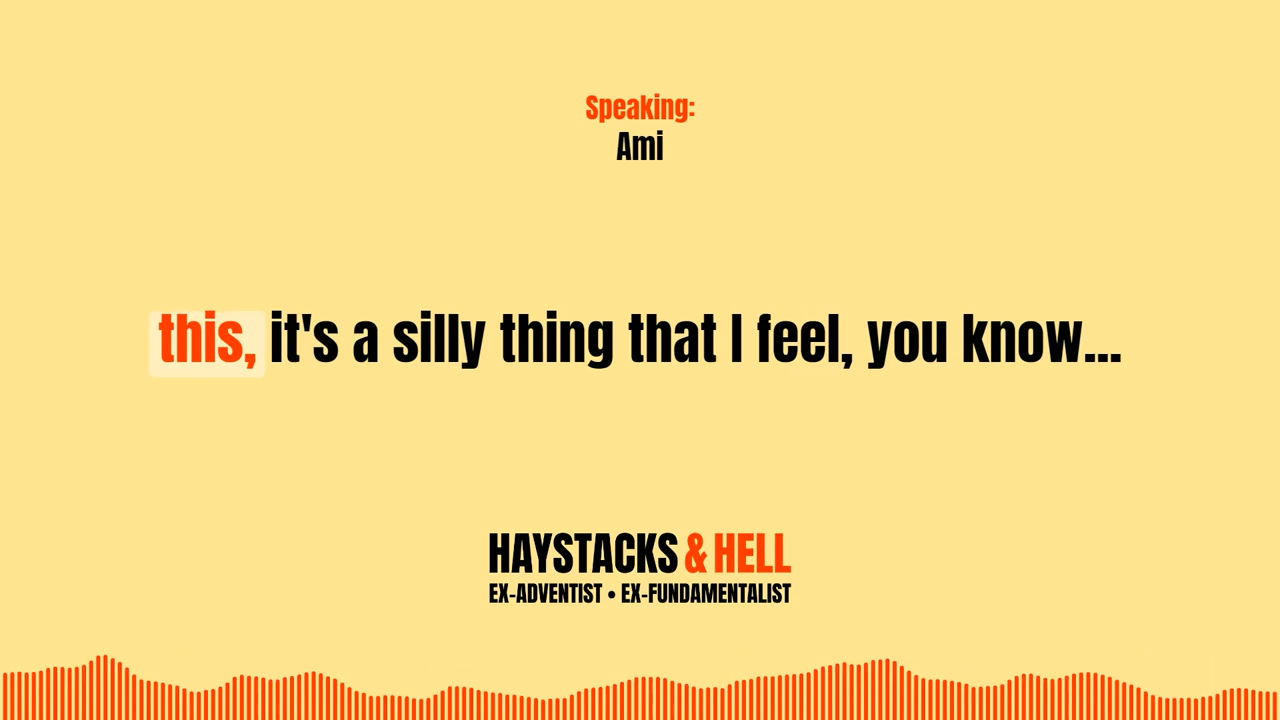 Speaking:
Ami
this, it's a silly thing that I feel, you know...
HAYSTACKS & HELL
EX-ADVENTIST • EX-FUNDAMENTALIST